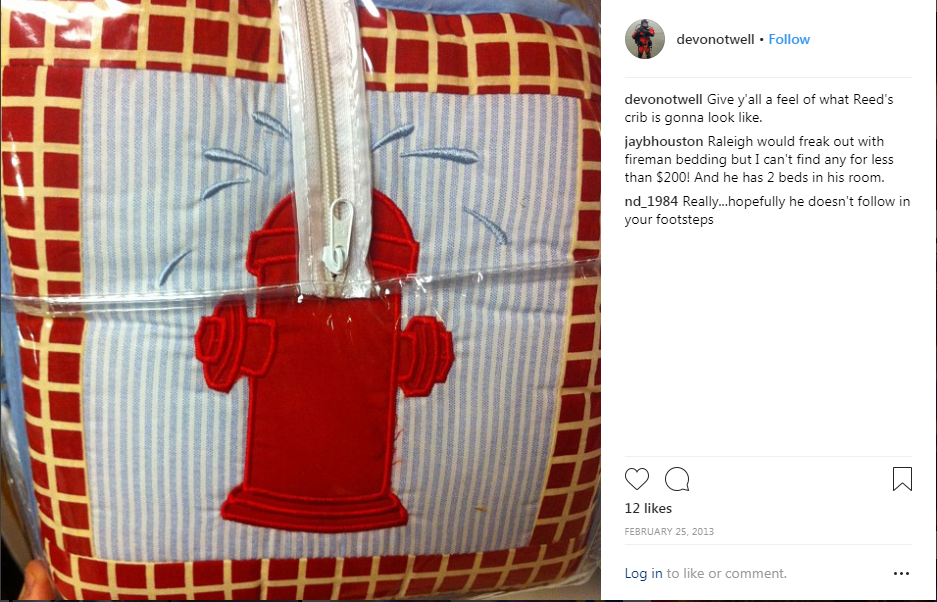 devonotwell • Follow
devonotwell Give y'all a feel of what Reed's
crib is gonna look like.
jaybhouston Raleigh would freak out with
fireman bedding but I can't find any for less
than $200! And he has 2 beds in his room.
nd_1984 Really...hopefully he doesn't follow in
your footsteps
12 likes
FEBRUARY 25, 2013
Log in to like or comment.